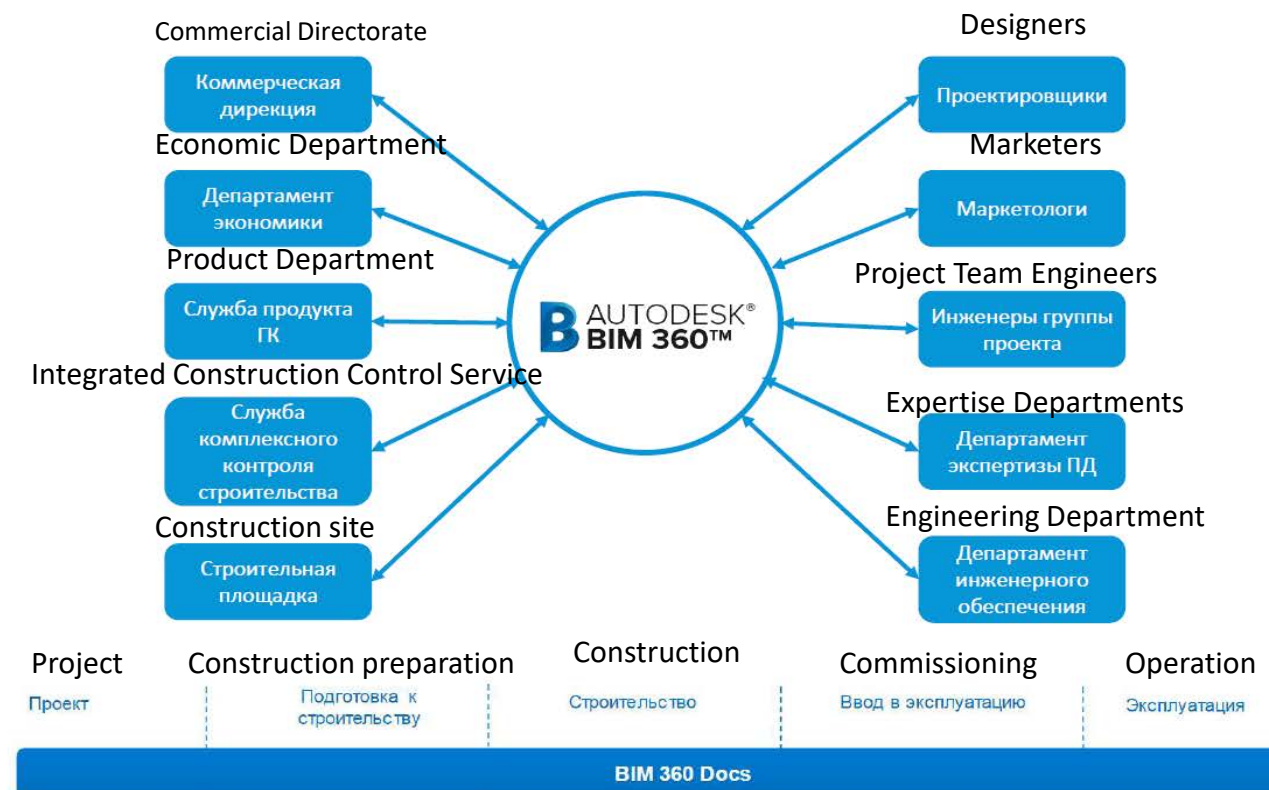 Commercial Directorate
Коммерческая
дирекция
Economic Department
Департамент
экономики
Product Department
Служба продукта
ГК
Integrated Construction Control Service
Служба
комплексного
контроля
строительства
Construction site
Строительная
площадка
AUTODESK®
BIM 360™
Designers
Проектировщики
Marketers
Маркетологи
Project Team Engineers
Инженеры группы
проекта
Expertise Departments
Департамент
экспертизы ПД
Engineering Department
Департамент
инженерного
обеспечения
Project
Construction preparation
Construction
Commissioning
Operation
Проект
Подготовка к
строительству
Строительство
Ввод в эксплуатацию
Эксплуатация
BIM 360 Docs